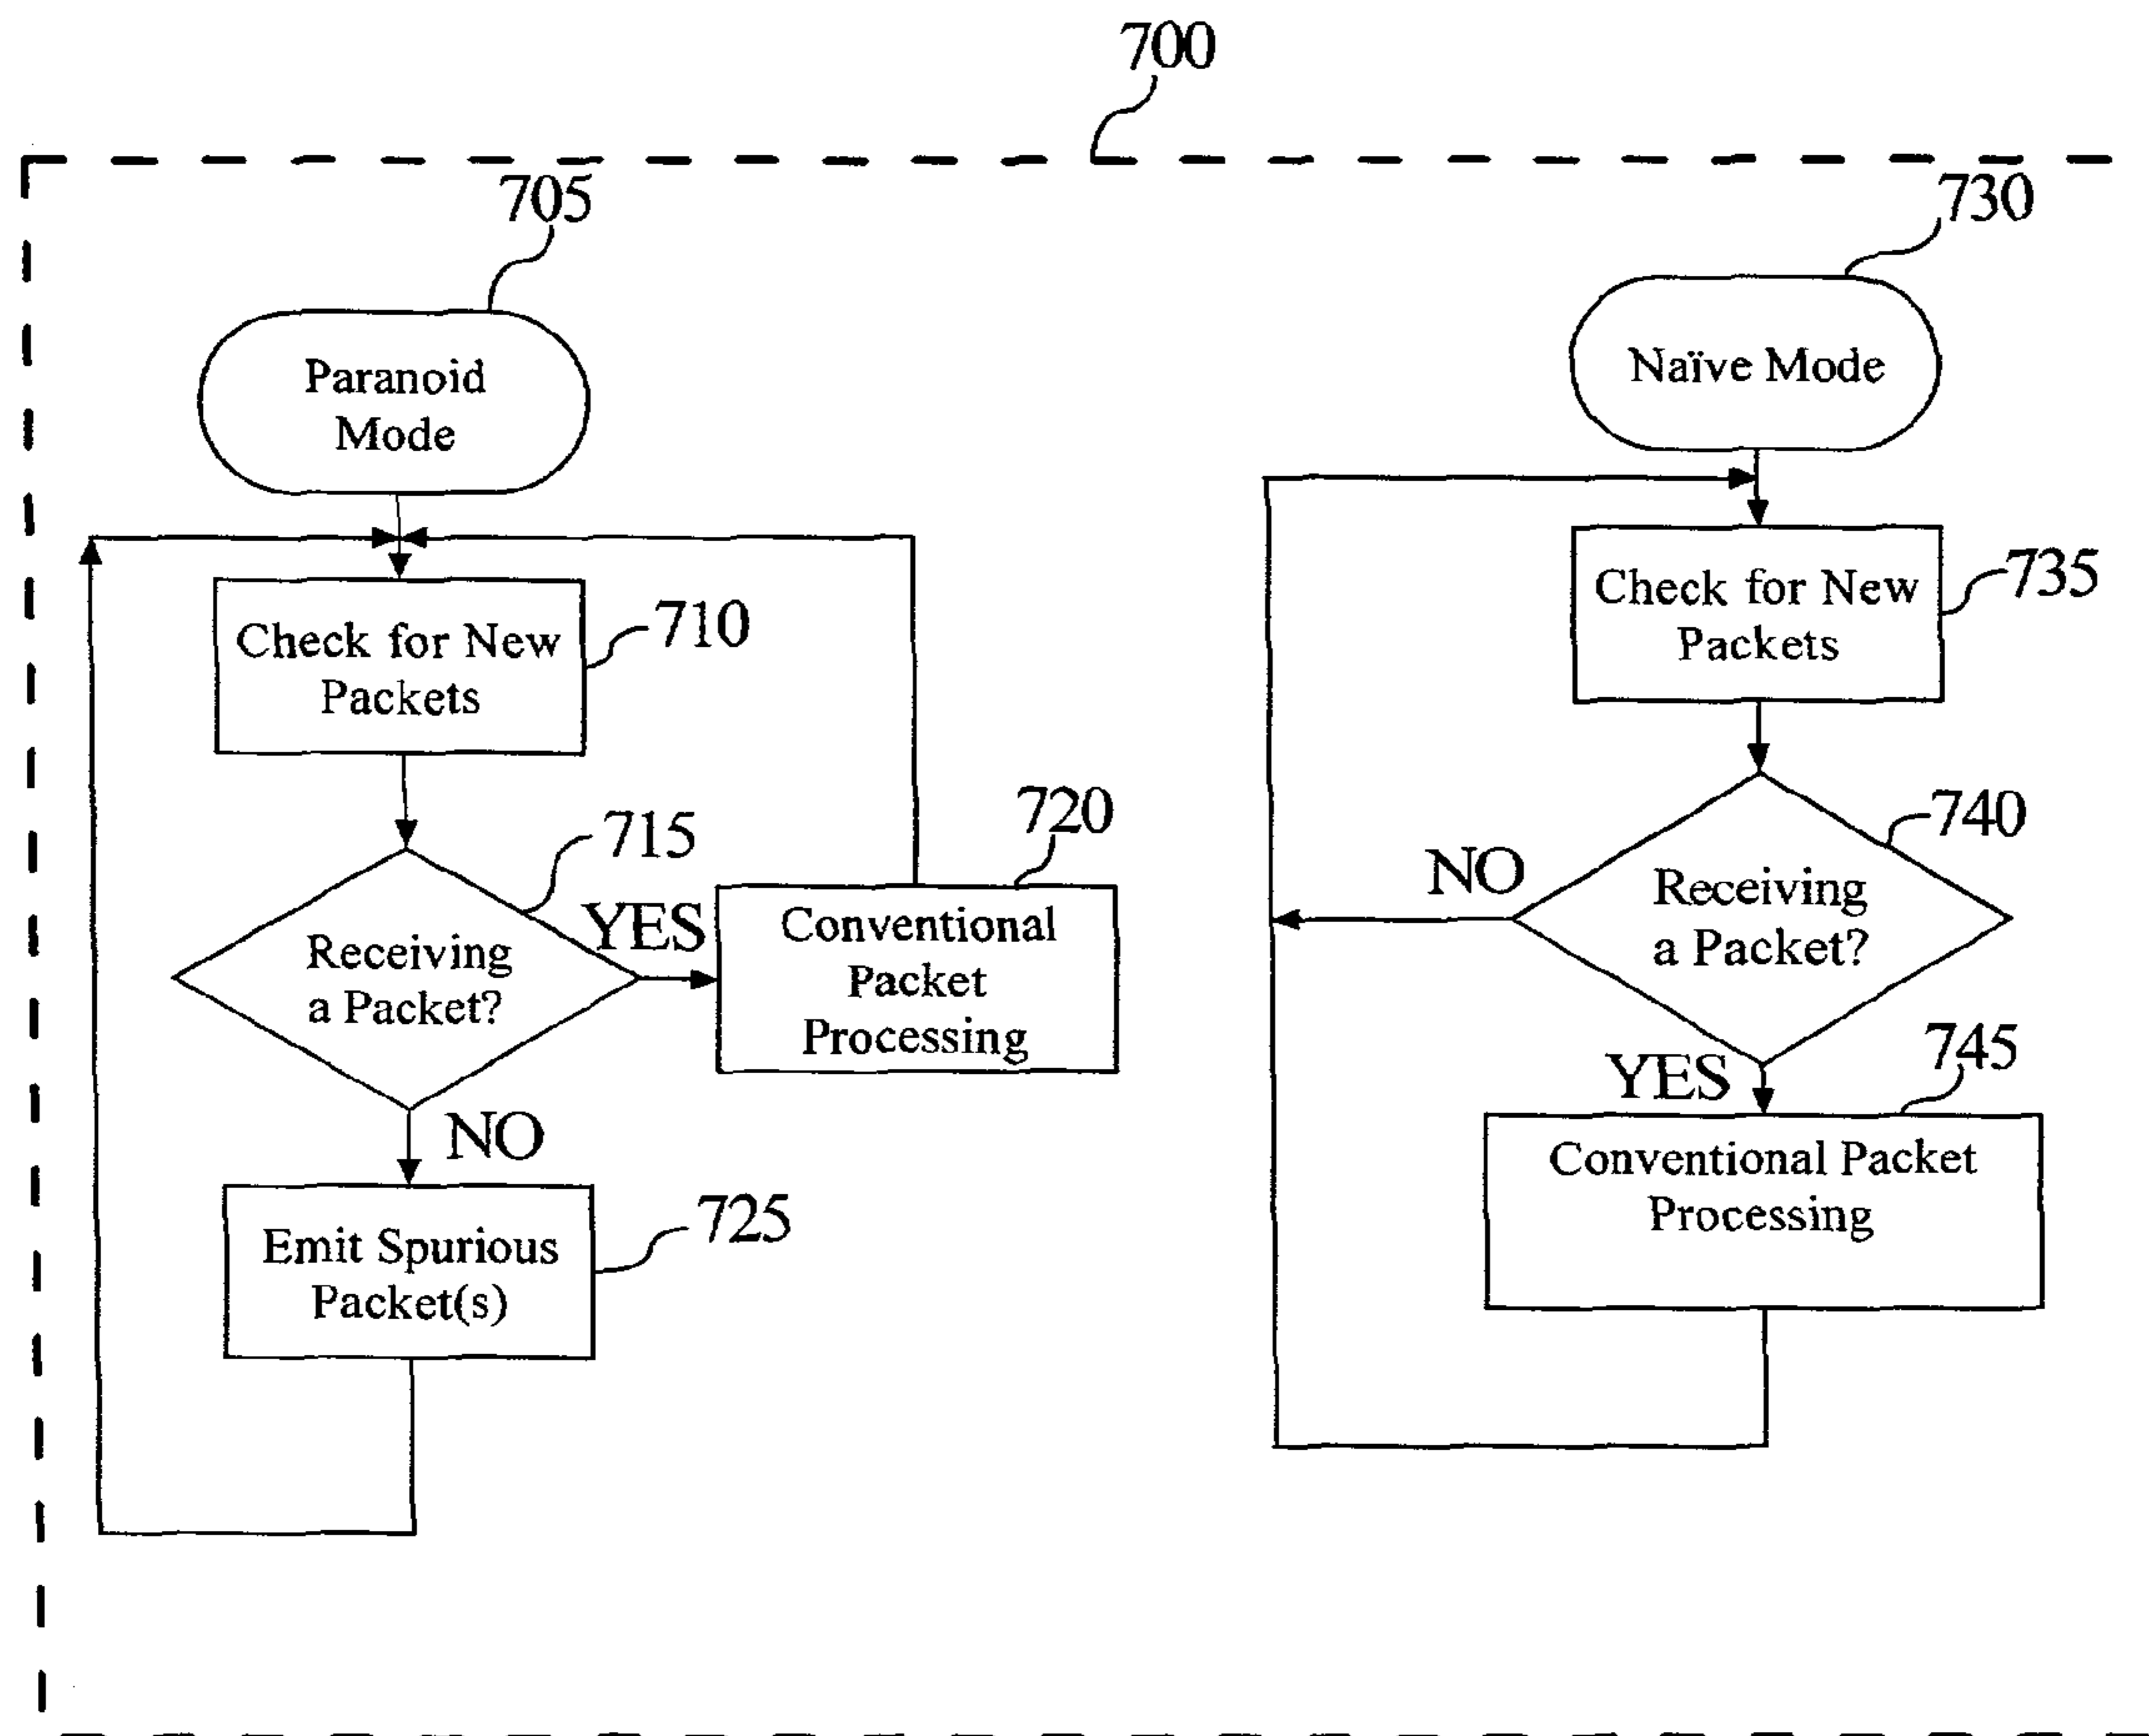 700
705
Paranoid
Mode
Check for New
Packets
710
715
Receiving
a Packet?
YES
720
Conventional
Packet
Processing
NO
Emit Spurious
Packet(s)
725
730
Naïve Mode
Check for New
Packets
735
740
Receiving
a Packet?
NO
YES
745
Conventional Packet
Processing